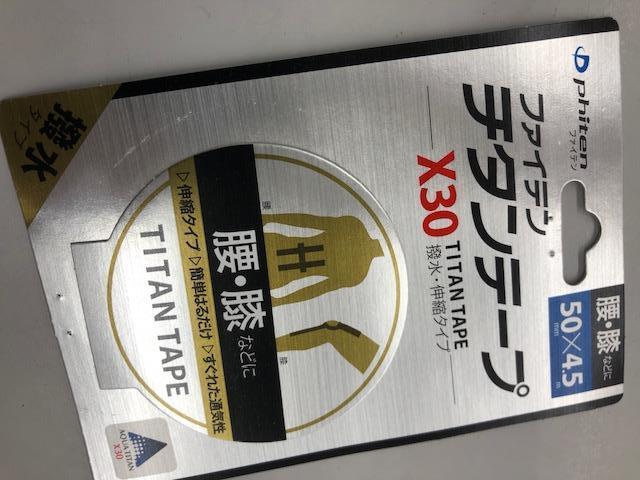 phiten
ファイテン
ファイテン
チタンテープ
X30
TITAN TAPE
撥水・伸縮タイプ
腰・膝などに
50mm×4.5m
撥水
タイプ
腰
膝
腰・膝などに
▷伸縮タイプ ▷簡単はるだけ ▷すぐれた通気性
TITAN TAPE
AQUA TITAN
X30